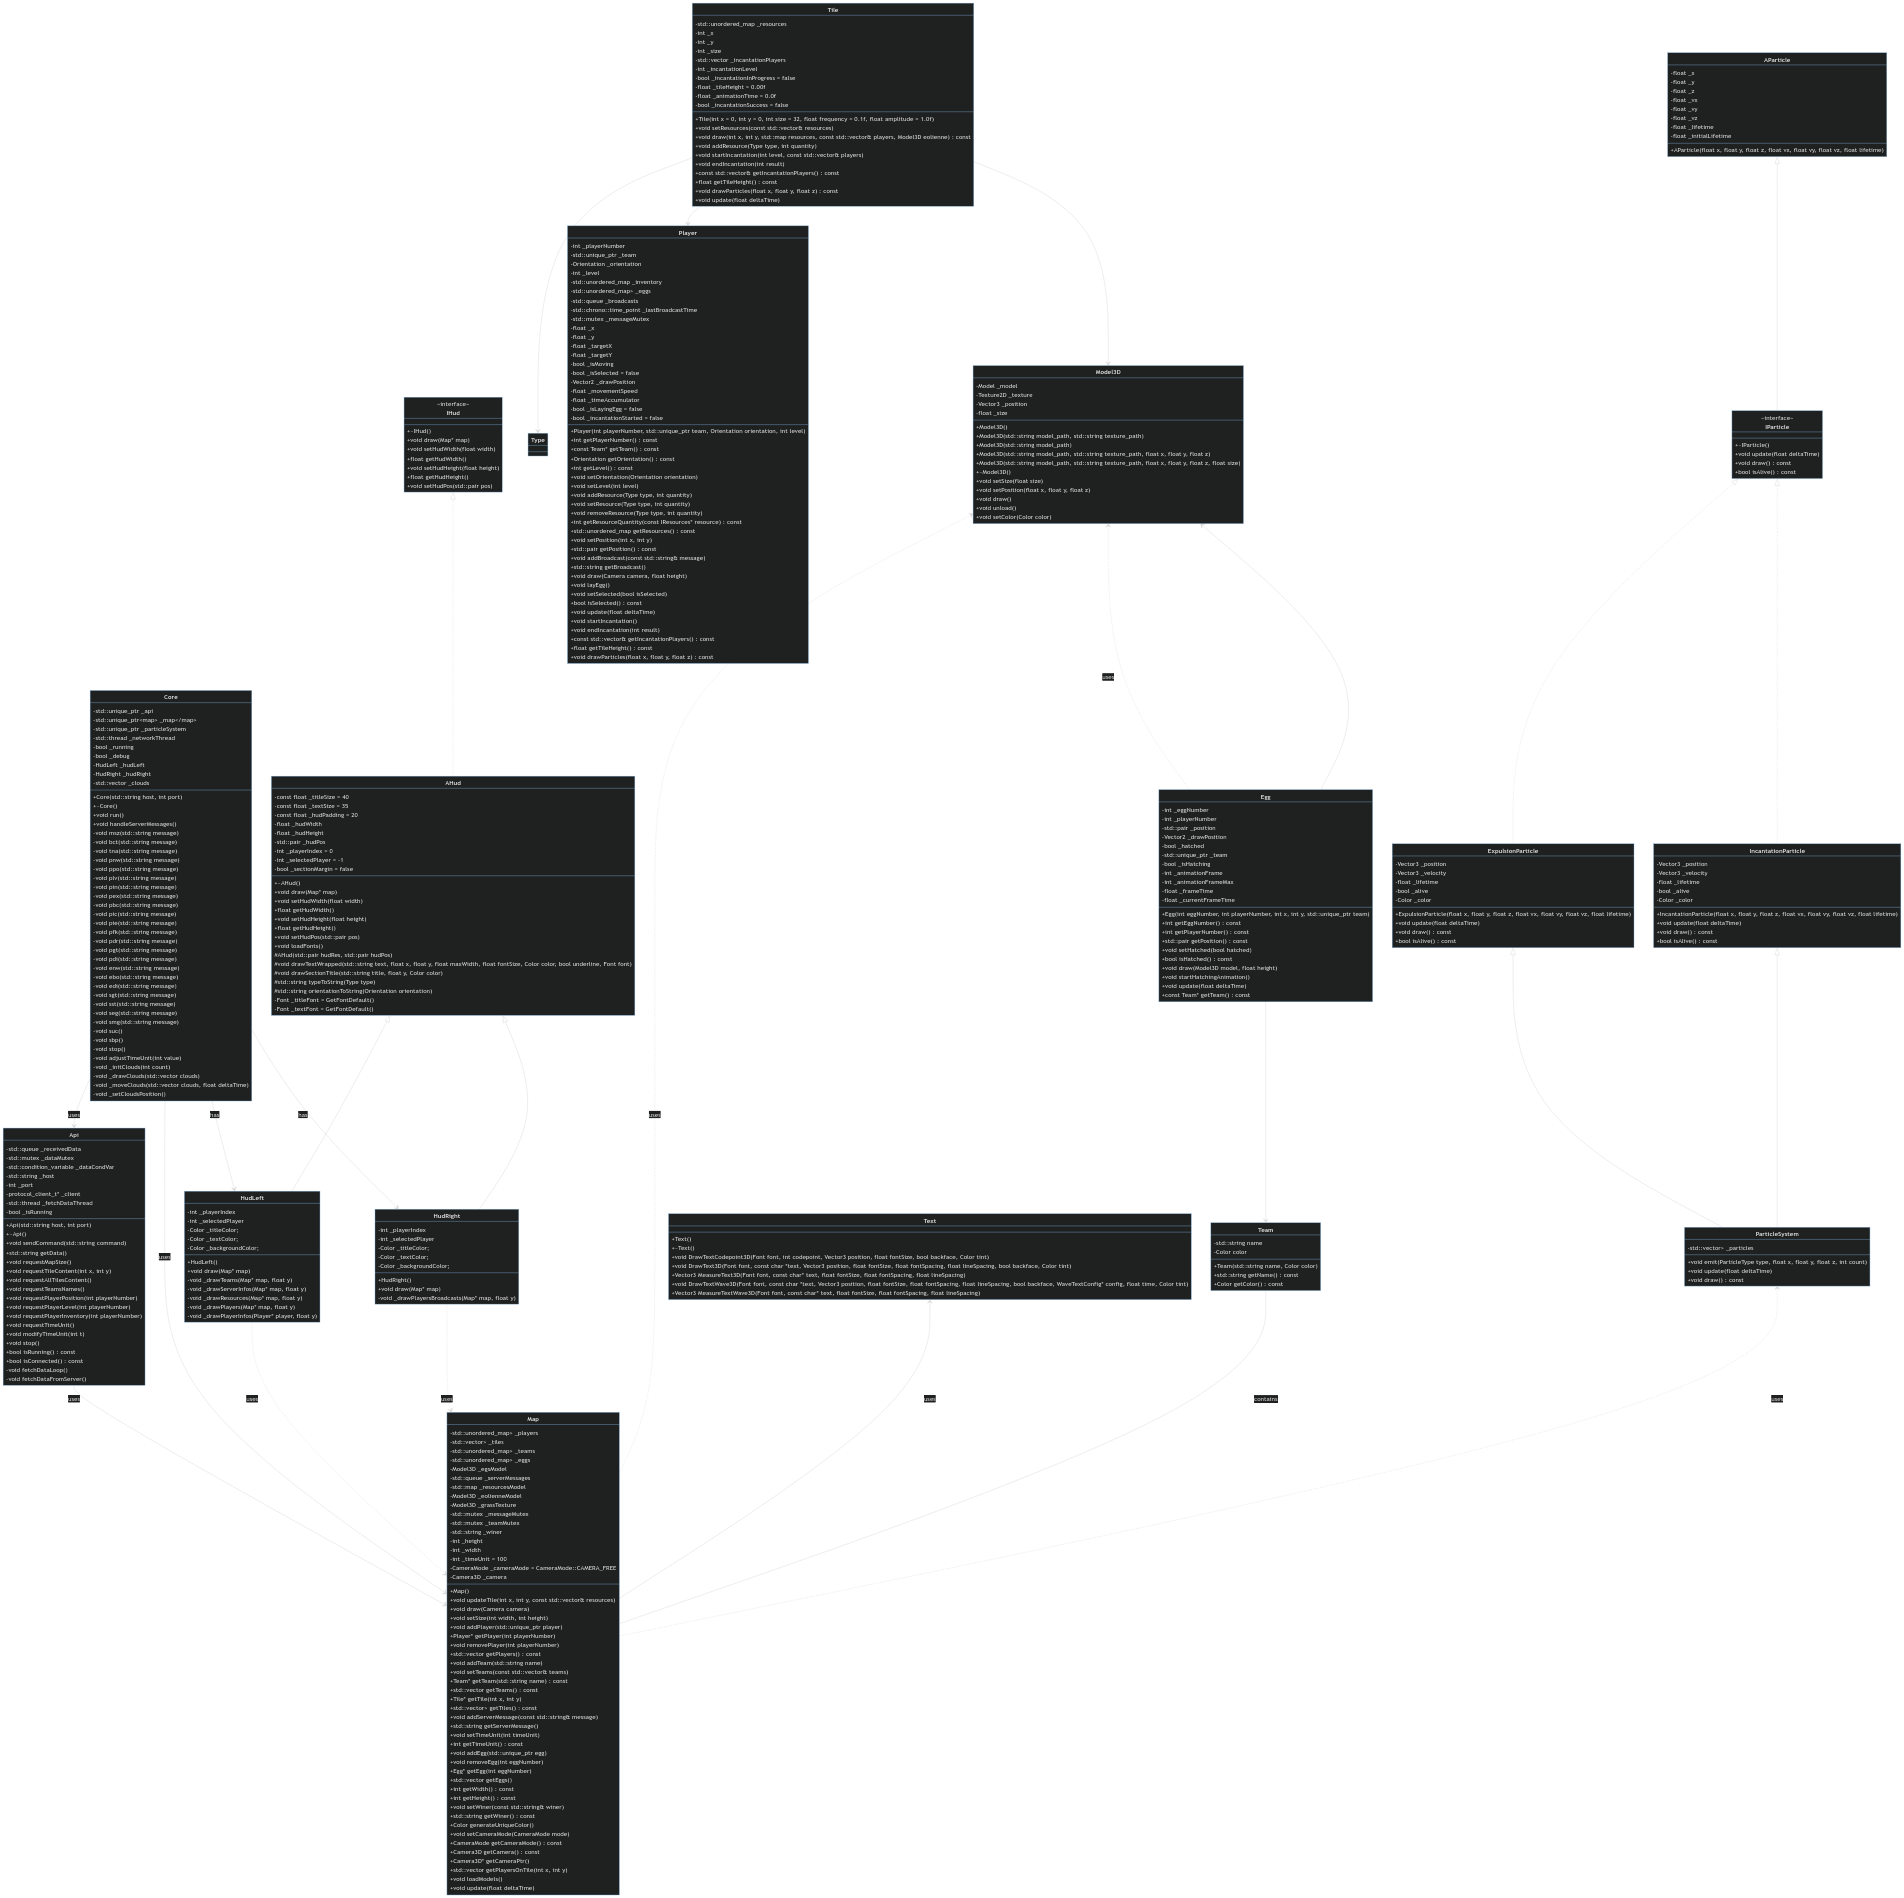 Tile
-std::unordered_map _resources
-int _x
-int _y
-int _size
-std::vector _incantationPlayers
-int _incantationLevel
-bool _incantationInProgress = false
-float _tileHeight = 0.00f
-float _animationTime = 0.0f
-bool _incantationSuccess = false
+Tile(int x = 0, int y = 0, int size = 32, float frequency = 0.1f, float amplitude = 1.0f)
+void setResources(const std::vector& resources)
+void draw(int x, int y, std::map resources, const std::vector& players, Model3D eolienne) : const
+void addResource(Type type, int quantity)
+void startIncantation(int level, const std::vector& players)
+void endIncantation(int result)
+const std::vector& getIncantationPlayers() : const
+float getTileHeight() : const
+void drawParticles(float x, float y, float z) : const
+void update(float deltaTime)
AParticle
-float _x
-float _y
-float _z
-float _vx
-float _vy
-float _vz
-float _lifetime
-float _initialLifetime
+AParticle(float x, float y, float z, float vx, float vy, float vz, float lifetime)
Player
-int _playerNumber
-std::unique_ptr _team
-Orientation _orientation
-int _level
-std::unordered_map _inventory
-std::unordered_map> _eggs
-std::queue _broadcasts
-std::chrono::time_point _lastBroadcastTime
-std::mutex _messageMutex
-float _x
-float _y
-float _targetX
-float _targetY
-bool _isMoving
-bool _isSelected = false
-Vector2 _drawPosition
-float _movementSpeed
-float _timeAccumulator
-bool _isLayingEgg = false
-bool _incantationStarted = false
+Player(int playerNumber, std::unique_ptr team, Orientation orientation, int level)
+int getPlayerNumber() : const
+const Team* getTeam() : const
+Orientation getOrientation() : const
+int getLevel() : const
+void setOrientation(Orientation orientation)
+void setLevel(int level)
+void addResource(Type type, int quantity)
+void setResource(Type type, int quantity)
+void removeResource(Type type, int quantity)
+int getResourceQuantity(const IResources* resource) : const
+std::unordered_map getResources() : const
+void setPosition(int x, int y)
+std::pair getPosition() : const
+void addBroadcast(const std::string& message)
+std::string getBroadcast()
+void draw(Camera camera, float height)
+void layEgg()
+void setSelected(bool isSelected)
+bool isSelected() : const
+void update(float deltaTime)
+void startIncantation()
+void endIncantation(int result)
+const std::vector& getIncantationPlayers() : const
+float getTileHeight() : const
+void drawParticles(float x, float y, float z) : const
Model3D
-Model _model
-Texture2D _texture
-Vector3 _position
-float _size
+Model3D()
+Model3D(std::string model_path, std::string texture_path)
+Model3D(std::string model_path)
+Model3D(std::string model_path, std::string texture_path, float x, float y, float z)
+Model3D(std::string model_path, std::string texture_path, float x, float y, float z, float size)
+~Model3D()
+void setSize(float size)
+void setPosition(float x, float y, float z)
+void draw()
+void unload()
+void setColor(Color color)
«interface»
IHud
+~IHud()
+void draw(Map* map)
+void setHudWidth(float width)
+float getHudWidth()
+void setHudHeight(float height)
+float getHudHeight()
+void setHudPos(std::pair pos)
Type
«interface»
IParticle
+~IParticle()
+void update(float deltaTime)
+void draw() : const
+bool isAlive() : const
uses
Core
-std::unique_ptr _api
-std::unique_ptr<map> _map</map>
-std::unique_ptr _particleSystem
-std::thread _networkThread
-bool _running
-bool _debug
-HudLeft _hudLeft
-HudRight _hudRight
-std::vector _clouds
+Core(std::string host, int port)
+~Core()
+void run()
+void handleServerMessages()
-void msz(std::string message)
-void bct(std::string message)
-void tna(std::string message)
-void pnw(std::string message)
-void ppo(std::string message)
-void plv(std::string message)
-void pin(std::string message)
-void pex(std::string message)
-void pbc(std::string message)
-void pic(std::string message)
-void pie(std::string message)
-void pfk(std::string message)
-void pdr(std::string message)
-void pgt(std::string message)
-void pdi(std::string message)
-void enw(std::string message)
-void ebo(std::string message)
-void edi(std::string message)
-void sgt(std::string message)
-void sst(std::string message)
-void seg(std::string message)
-void smg(std::string message)
-void suc()
-void sbp()
-void stop()
-void adjustTimeUnit(int value)
-void _initClouds(int count)
-void _drawClouds(std::vector clouds)
-void _moveClouds(std::vector clouds, float deltaTime)
-void _setCloudsPosition()
AHud
-const float _titleSize = 40
-const float _textSize = 35
-const float _hudPadding = 20
-float _hudWidth
-float _hudHeight
-std::pair _hudPos
-int _playerIndex = 0
-int _selectedPlayer = -1
-bool _sectionMargin = false
+~AHud()
+void draw(Map* map)
+void setHudWidth(float width)
+float getHudWidth()
+void setHudHeight(float height)
+float getHudHeight()
+void setHudPos(std::pair pos)
+void loadFonts()
#AHud(std::pair hudRes, std::pair hudPos)
#void drawTextWrapped(std::string text, float x, float y, float maxWidth, float fontSize, Color color, bool underline, Font font)
#void drawSectionTitle(std::string title, float y, Color color)
#std::string typeToString(Type type)
#std::string orientationToString(Orientation orientation)
-Font _titleFont = GetFontDefault()
-Font _textFont = GetFontDefault()
Egg
-int _eggNumber
-int _playerNumber
-std::pair _position
-Vector2 _drawPosition
-bool _hatched
-std::unique_ptr _team
-bool _isHatching
-int _animationFrame
-int _animationFrameMax
-float _frameTime
-float _currentFrameTime
+Egg(int eggNumber, int playerNumber, int x, int y, std::unique_ptr team)
+int getEggNumber() : const
+int getPlayerNumber() : const
+std::pair getPosition() : const
+void setHatched(bool hatched)
+bool isHatched() : const
+void draw(Model3D model, float height)
+void startHatchingAnimation()
+void update(float deltaTime)
+const Team* getTeam() : const
ExpulsionParticle
-Vector3 _position
-Vector3 _velocity
-float _lifetime
-bool _alive
-Color _color
+ExpulsionParticle(float x, float y, float z, float vx, float vy, float vz, float lifetime)
+void update(float deltaTime)
+void draw() : const
+bool isAlive() : const
IncantationParticle
-Vector3 _position
-Vector3 _velocity
-float _lifetime
-bool _alive
-Color _color
+IncantationParticle(float x, float y, float z, float vx, float vy, float vz, float lifetime)
+void update(float deltaTime)
+void draw() : const
+bool isAlive() : const
uses
has
has
uses
Api
-std::queue _receivedData
-std::mutex _dataMutex
-std::condition_variable _dataCondVar
-std::string _host
-int _port
-protocol_client_t* _client
-std::thread _fetchDataThread
-bool _isRunning
+Api(std::string host, int port)
+~Api()
+void sendCommand(std::string command)
+std::string getData()
+void requestMapSize()
+void requestTileContent(int x, int y)
+void requestAllTilesContent()
+void requestTeamsNames()
+void requestPlayerPosition(int playerNumber)
+void requestPlayerLevel(int playerNumber)
+void requestPlayerInventory(int playerNumber)
+void requestTimeUnit()
+void modifyTimeUnit(int t)
+void stop()
+bool isRunning() : const
+bool isConnected() : const
-void fetchDataLoop()
-void fetchDataFromServer()
uses
HudLeft
-int _playerIndex
-int _selectedPlayer
-Color _titleColor;
-Color _textColor;
-Color _backgroundColor;
+HudLeft()
+void draw(Map* map)
-void _drawTeams(Map* map, float y)
-void _drawServerInfos(Map* map, float y)
-void _drawResources(Map* map, float y)
-void _drawPlayers(Map* map, float y)
-void _drawPlayerInfos(Player* player, float y)
HudRight
-int _playerIndex
-int _selectedPlayer
-Color _titleColor;
-Color _textColor;
-Color _backgroundColor;
+HudRight()
+void draw(Map* map)
-void _drawPlayersBroadcasts(Map* map, float y)
Text
+Text()
+~Text()
+void DrawTextCodepoint3D(Font font, int codepoint, Vector3 position, float fontSize, bool backface, Color tint)
+void DrawText3D(Font font, const char *text, Vector3 position, float fontSize, float fontSpacing, float lineSpacing, bool backface, Color tint)
+Vector3 MeasureText3D(Font font, const char* text, float fontSize, float fontSpacing, float lineSpacing)
+void DrawTextWave3D(Font font, const char *text, Vector3 position, float fontSize, float fontSpacing, float lineSpacing, bool backface, WaveTextConfig* config, float time, Color tint)
+Vector3 MeasureTextWave3D(Font font, const char* text, float fontSize, float fontSpacing, float lineSpacing)
Team
-std::string name
-Color color
+Team(std::string name, Color color)
+std::string getName() : const
+Color getColor() : const
ParticleSystem
-std::vector> _particles
+void emit(ParticleType type, float x, float y, float z, int count)
+void update(float deltaTime)
+void draw() : const
uses
uses
uses
uses
contains
uses
Map
-std::unordered_map> _players
-std::vector> _tiles
-std::unordered_map> _teams
-std::unordered_map> _eggs
-Model3D _egsModel
-std::queue _serverMessages
-std::map _resourcesModel
-Model3D _eolienneModel
-Model3D _grassTexture
-std::mutex _messageMutex
-std::mutex _teamMutex
-std::string _winer
-int _height
-int _width
-int _timeUnit = 100
-CameraMode _cameraMode = CameraMode::CAMERA_FREE
-Camera3D _camera
+Map()
+void updateTile(int x, int y, const std::vector& resources)
+void draw(Camera camera)
+void setSize(int width, int height)
+void addPlayer(std::unique_ptr player)
+Player* getPlayer(int playerNumber)
+void removePlayer(int playerNumber)
+std::vector getPlayers() : const
+void addTeam(std::string name)
+void setTeams(const std::vector& teams)
+Team* getTeam(std::string name) : const
+std::vector getTeams() : const
+Tile* getTile(int x, int y)
+std::vector> getTiles() : const
+void addServerMessage(const std::string& message)
+std::string getServerMessage()
+void setTimeUnit(int timeUnit)
+int getTimeUnit() : const
+void addEgg(std::unique_ptr egg)
+void removeEgg(int eggNumber)
+Egg* getEgg(int eggNumber)
+std::vector getEggs()
+int getWidth() : const
+int getHeight() : const
+void setWiner(const std::string& winer)
+std::string getWiner() : const
+Color generateUniqueColor()
+void setCameraMode(CameraMode mode)
+CameraMode getCameraMode() : const
+Camera3D getCamera() : const
+Camera3D* getCameraPtr()
+std::vector getPlayersOnTile(int x, int y)
+void loadModels()
+void update(float deltaTime)